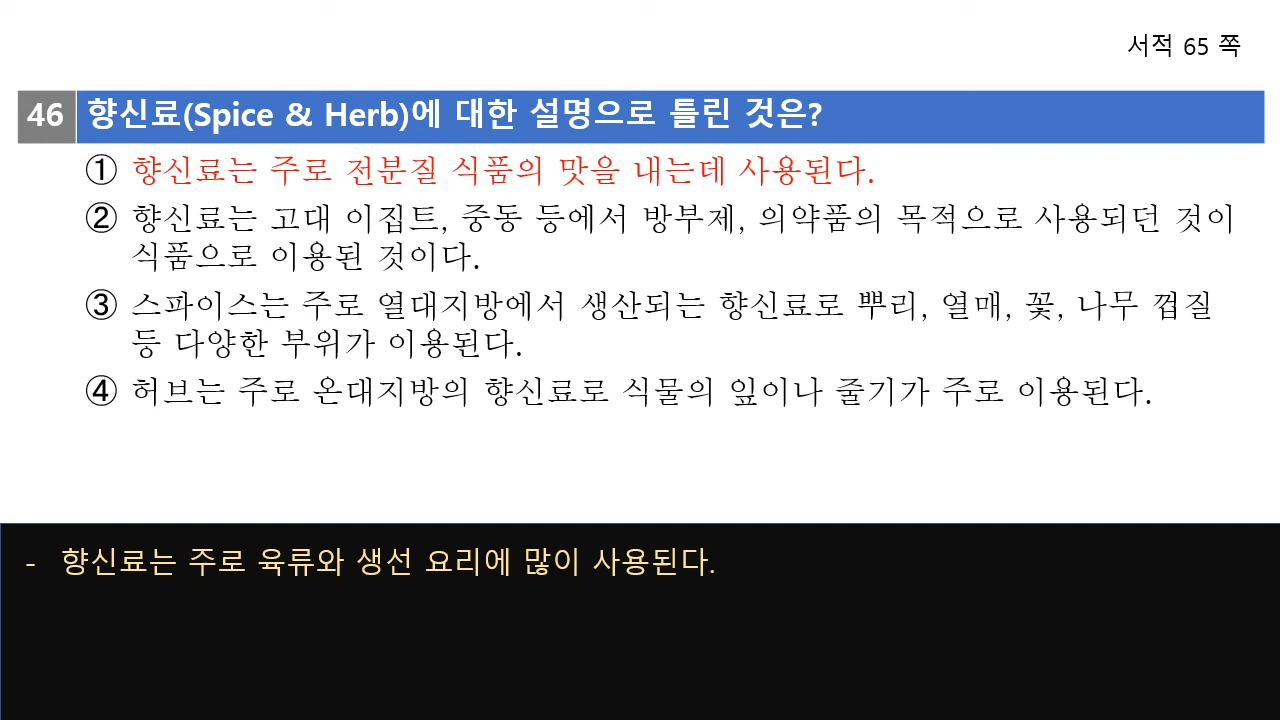 서적 65 쪽
46 향신료(Spice & Herb)에 대한 설명으로 틀린 것은?
① 향신료는 주로 전분질 식품의 맛을 내는데 사용된다.
② 향신료는 고대 이집트, 중동 등에서 방부제, 의약품의 목적으로 사용되던 것이
식품으로 이용된 것이다.
③ 스파이스는 주로 열대지방에서 생산되는 향신료로 뿌리, 열매, 꽃, 나무 껍질
등 다양한 부위가 이용된다.
④ 허브는 주로 온대지방의 향신료로 식물의 잎이나 줄기가 주로 이용된다.
- 향신료는 주로 육류와 생선 요리에 많이 사용된다.